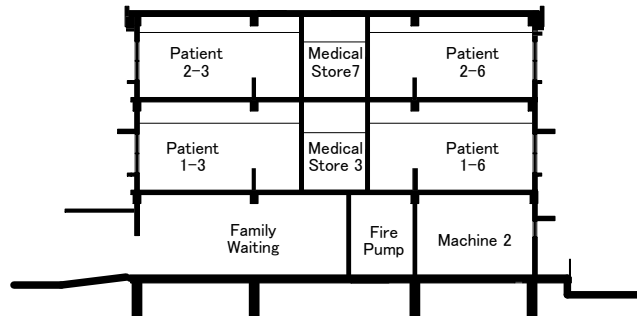 Patient
2-3
Medical
Store7
Patient
2-6
Patient
1-3
Medical
Store 3
Patient
1-6
Family
Waiting
Fire
Pump
Machine 2